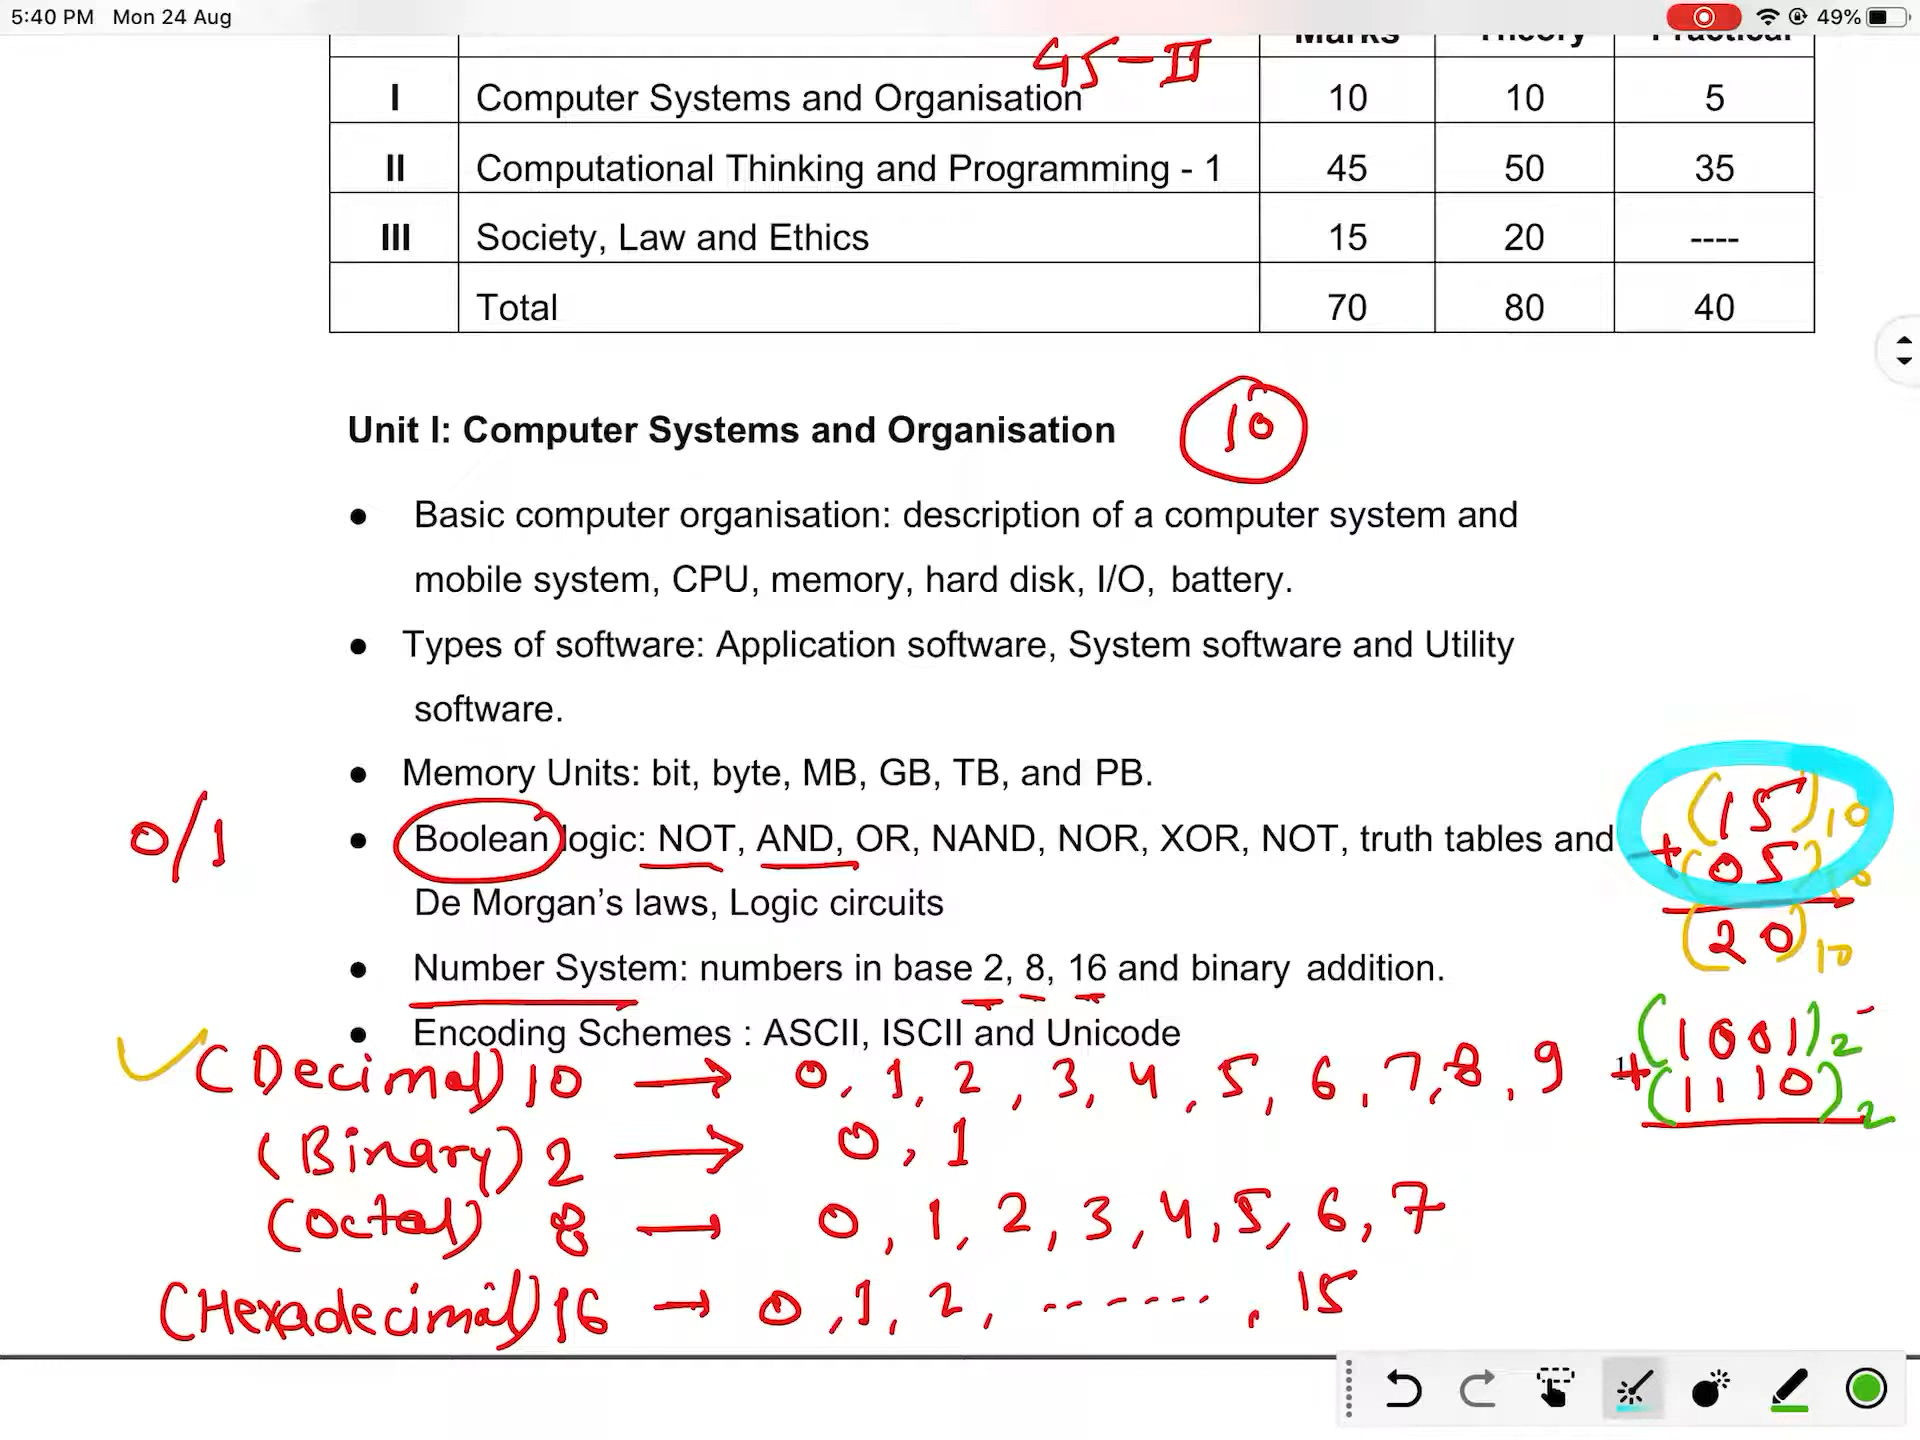 5:40 PM Mon 24 Aug 49%
Marks Theory Practical
45-II
I Computer Systems and Organisation 10 10 5
II Computational Thinking and Programming - 1 45 50 35
III Society, Law and Ethics 15 20 ----
Total 70 80 40
Unit I: Computer Systems and Organisation 10
● Basic computer organisation: description of a computer system and
mobile system, CPU, memory, hard disk, I/O, battery.
● Types of software: Application software, System software and Utility
software.
● Memory Units: bit, byte, MB, GB, TB, and PB.
0/1 ● Boolean logic: NOT, AND, OR, NAND, NOR, XOR, NOT, truth tables and
De Morgan’s laws, Logic circuits
(15)10
+(05)10
(20)10
● Number System: numbers in base 2, 8, 16 and binary addition.
● Encoding Schemes : ASCII, ISCII and Unicode
(1001)2
+(1110)2
(Decimal) 10 → 0, 1, 2, 3, 4, 5, 6, 7, 8, 9
(Binary) 2 → 0, 1
(Octal) 8 → 0, 1, 2, 3, 4, 5, 6, 7
(Hexadecimal) 16 → 0, 1, 2, -------, 15